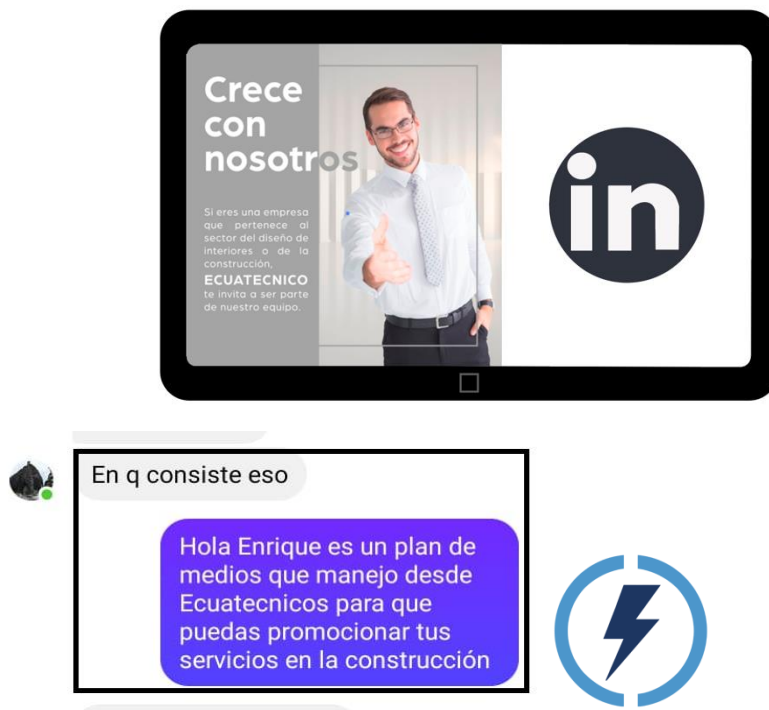 Crece
con
nosotros
Si eres una empresa
que pertenece al
sector del diseño de
interiores o de la
construcción,
ECUATECNICO
te invita a ser parte
de nuestro equipo.
in
En q consiste eso
Hola Enrique es un plan de
medios que manejo desde
Ecuatecnicos para que
puedas promocionar tus
servicios en la construcción